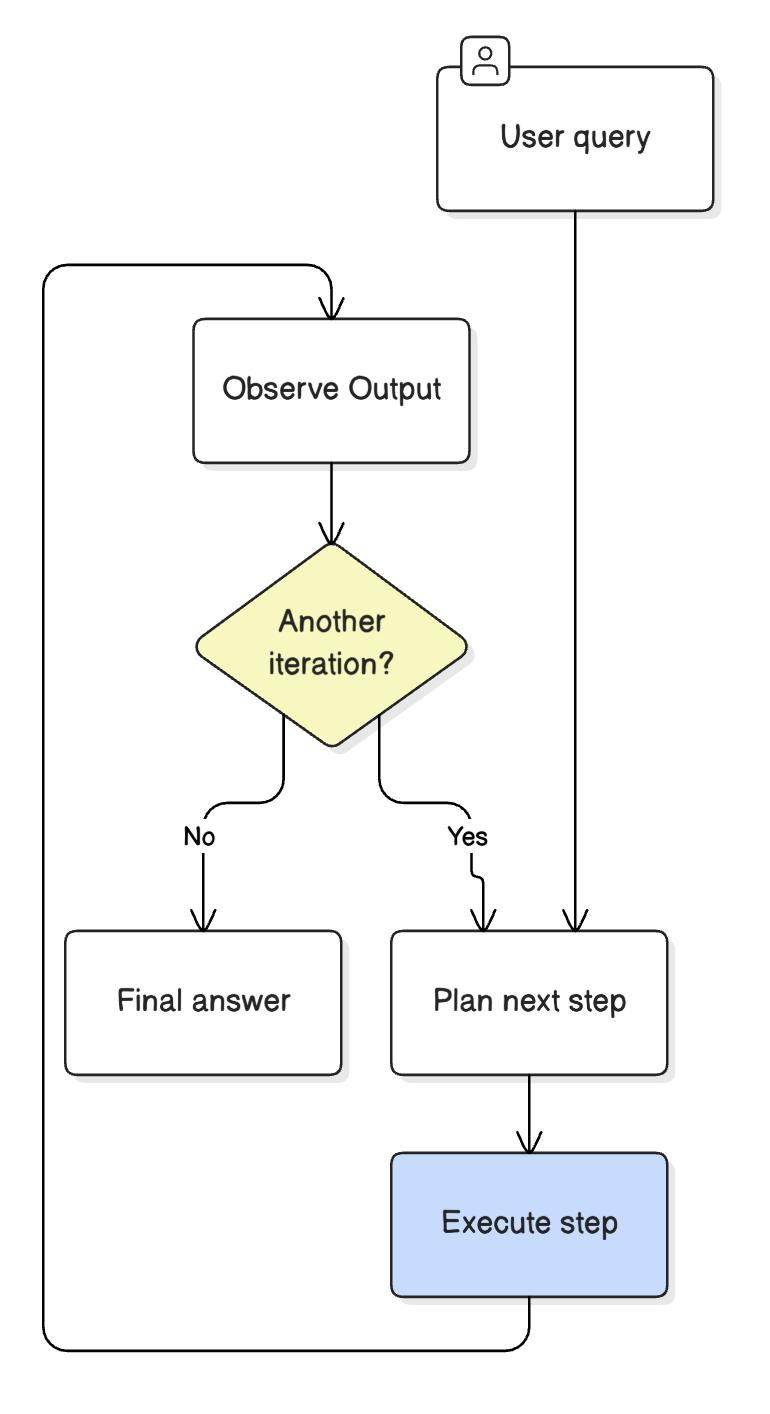 User query
Observe Output
Another
iteration?
No
Yes
Final answer
Plan next step
Execute step